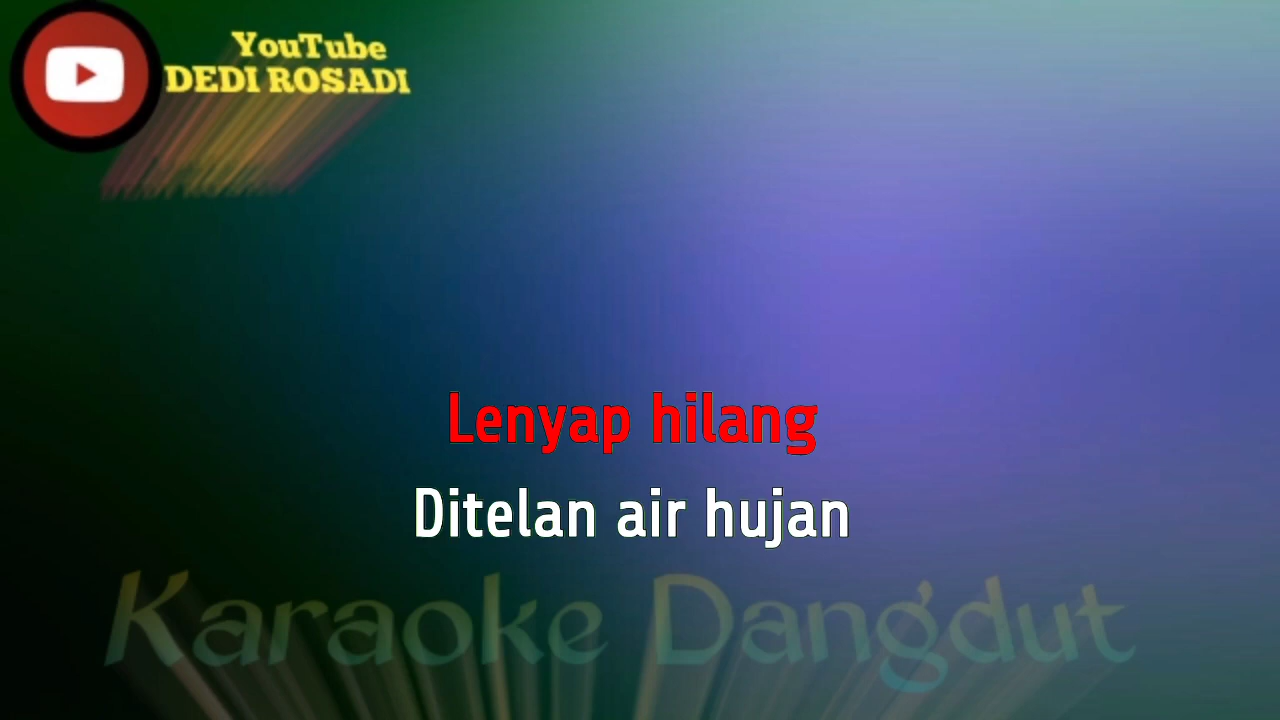 YouTube
DEDI ROSADI
Lenyap hilang
Ditelan air hujan
Karaoke Dangdut